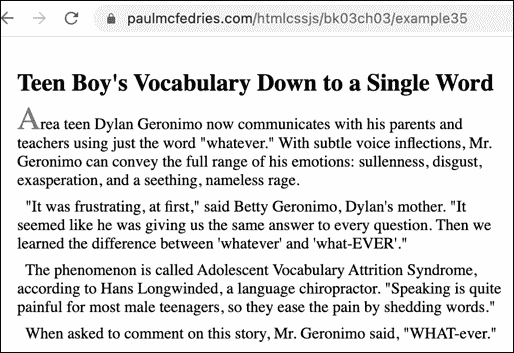 paulmcfedries.com/htmlcssjs/bk03ch03/example35
Teen Boy's Vocabulary Down to a Single Word
Area teen Dylan Geronimo now communicates with his parents and
teachers using just the word "whatever." With subtle voice inflections, Mr.
Geronimo can convey the full range of his emotions: sullenness, disgust,
exasperation, and a seething, nameless rage.
"It was frustrating, at first," said Betty Geronimo, Dylan's mother. "It
seemed like he was giving us the same answer to every question. Then we
learned the difference between 'whatever' and 'what-EVER'."
The phenomenon is called Adolescent Vocabulary Attrition Syndrome,
according to Hans Longwinded, a language chiropractor. "Speaking is quite
painful for most male teenagers, so they ease the pain by shedding words."
When asked to comment on this story, Mr. Geronimo said, "WHAT-ever."